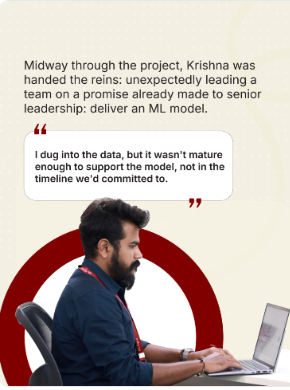 Midway through the project, Krishna was
handed the reins: unexpectedly leading a
team on a promise already made to senior
leadership: deliver an ML model.
“
I dug into the data, but it wasn't mature
enough to support the model, not in the
timeline we'd committed to.
”